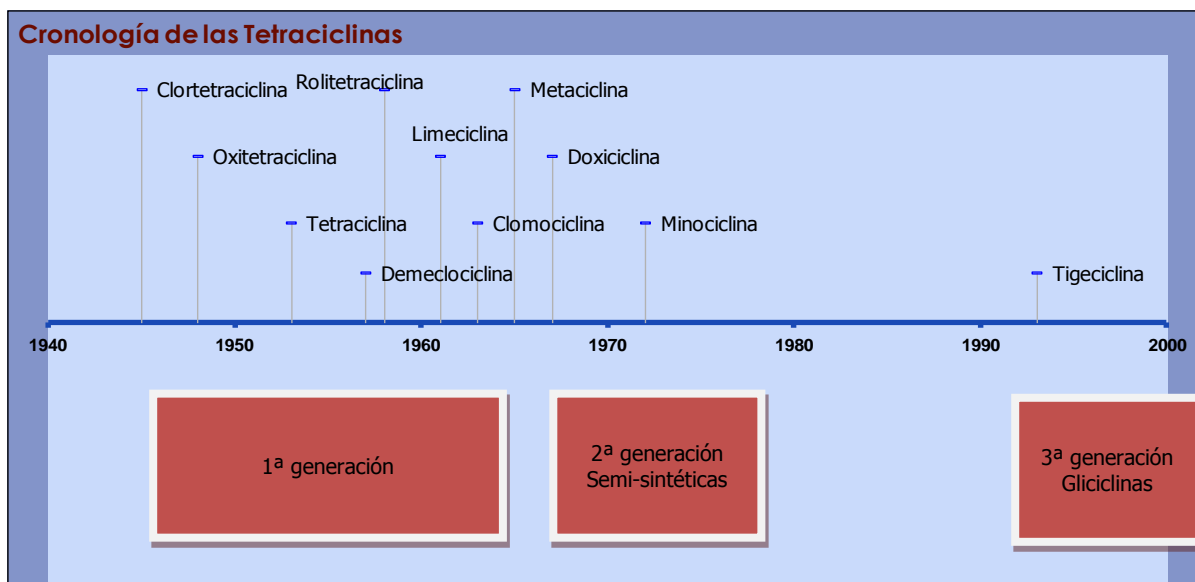 Cronología de las Tetraciclinas
Rolitetraciclina
Clortetraciclina
Metaciclina
Limeciclina
Oxitetraciclina
Doxiciclina
Tetraciclina
Clomociclina
Minociclina
Demeclociclina
Tigeciclina
1940
1950
1960
1970
1980
1990
2000
1ª generación
2ª generación
Semi-sintéticas
3ª generación
Gliciclinas